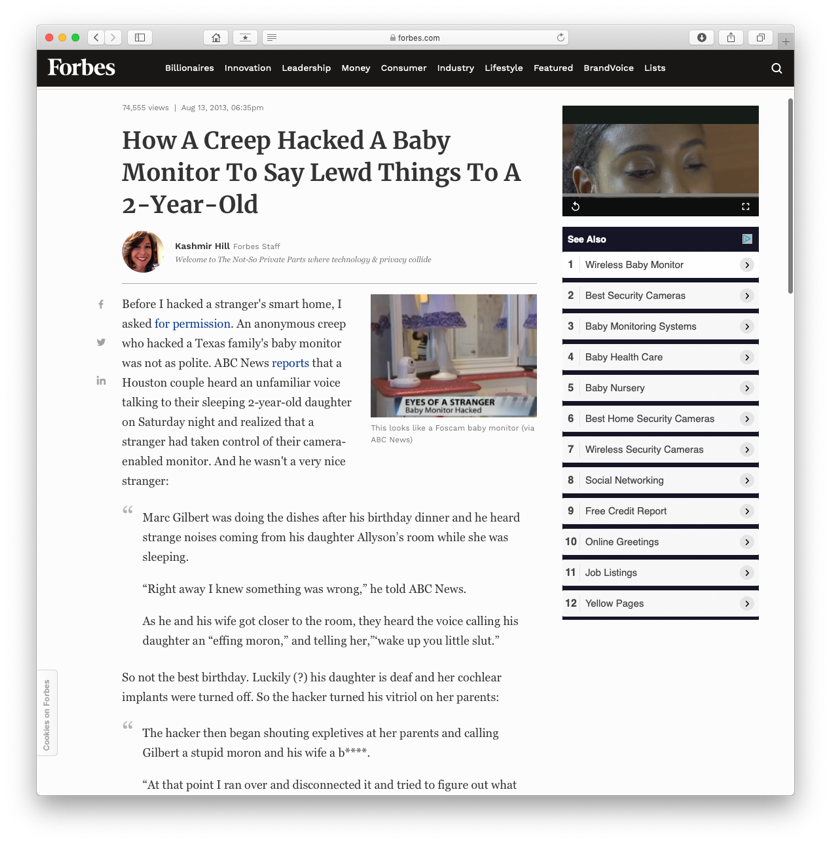 forbes.com
Forbes
Billionaires Innovation Leadership Money Consumer Industry Lifestyle Featured BrandVoice Lists
74,555 views | Aug 13, 2013, 06:35pm
How A Creep Hacked A Baby
Monitor To Say Lewd Things To A
2-Year-Old
Kashmir Hill Forbes Staff
Welcome to The Not-So Private Parts where technology & privacy collide
Before I hacked a stranger's smart home, I
asked for permission. An anonymous creep
who hacked a Texas family's baby monitor
was not as polite. ABC News reports that a
Houston couple heard an unfamiliar voice
talking to their sleeping 2-year-old daughter
on Saturday night and realized that a
stranger had taken control of their camera-
enabled monitor. And he wasn't a very nice
stranger:
EYES OF A STRANGER
Baby Monitor Hacked
This looks like a Foscam baby monitor (via
ABC News)
“
Marc Gilbert was doing the dishes after his birthday dinner and he heard
strange noises coming from his daughter Allyson’s room while she was
sleeping.
“Right away I knew something was wrong,” he told ABC News.
As he and his wife got closer to the room, they heard the voice calling his
daughter an “effing moron,” and telling her,”“wake up you little slut.”
So not the best birthday. Luckily (?) his daughter is deaf and her cochlear
implants were turned off. So the hacker turned his vitriol on her parents:
“
The hacker then began shouting expletives at her parents and calling
Gilbert a stupid moron and his wife a b****.
“At that point I ran over and disconnected it and tried to figure out what
See Also
1 Wireless Baby Monitor
2 Best Security Cameras
3 Baby Monitoring Systems
4 Baby Health Care
5 Baby Nursery
6 Best Home Security Cameras
7 Wireless Security Cameras
8 Social Networking
9 Free Credit Report
10 Online Greetings
11 Job Listings
12 Yellow Pages
Cookies on Forbes